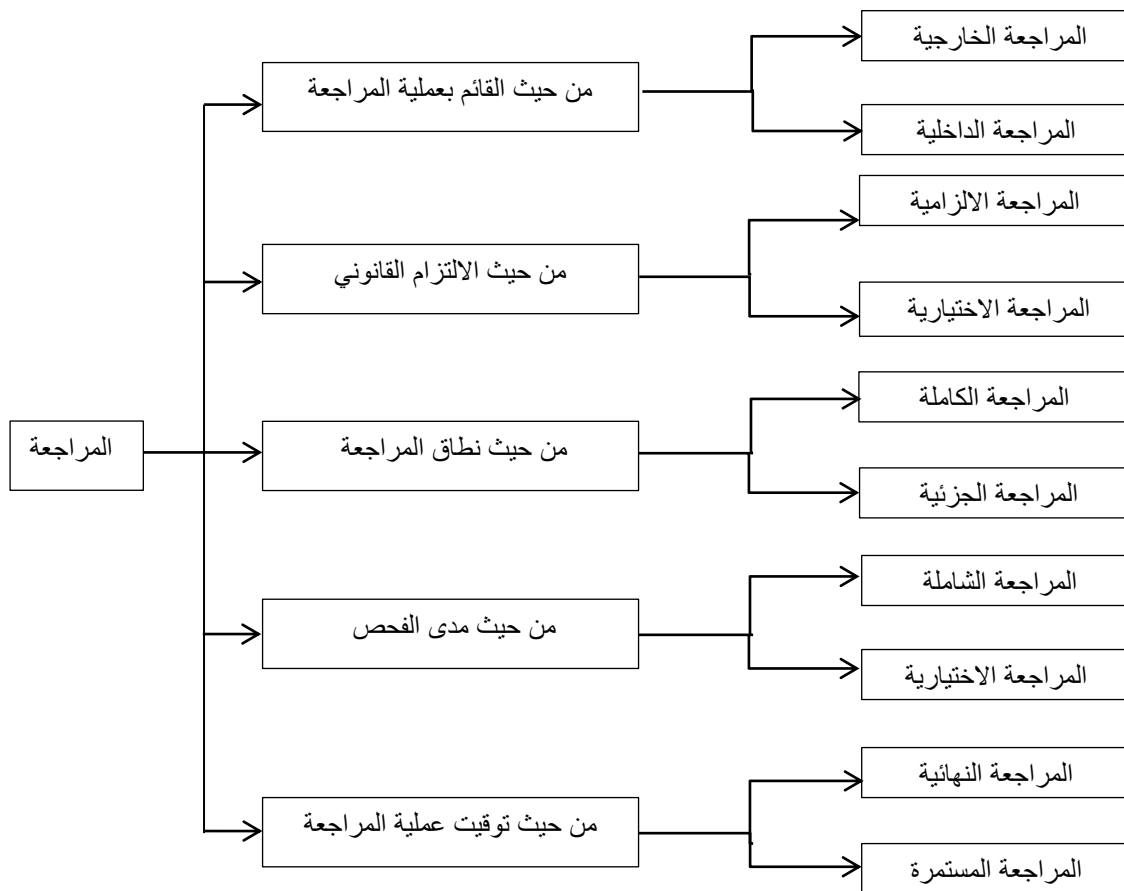 المراجعة
من حيث القائم بعملية المراجعة
المراجعة الخارجية
المراجعة الداخلية
من حيث الالتزام القانوني
المراجعة الالزامية
المراجعة الاختيارية
من حيث نطاق المراجعة
المراجعة الكاملة
المراجعة الجزئية
من حيث مدى الفحص
المراجعة الشاملة
المراجعة الاختيارية
من حيث توقيت عملية المراجعة
المراجعة النهائية
المراجعة المستمرة